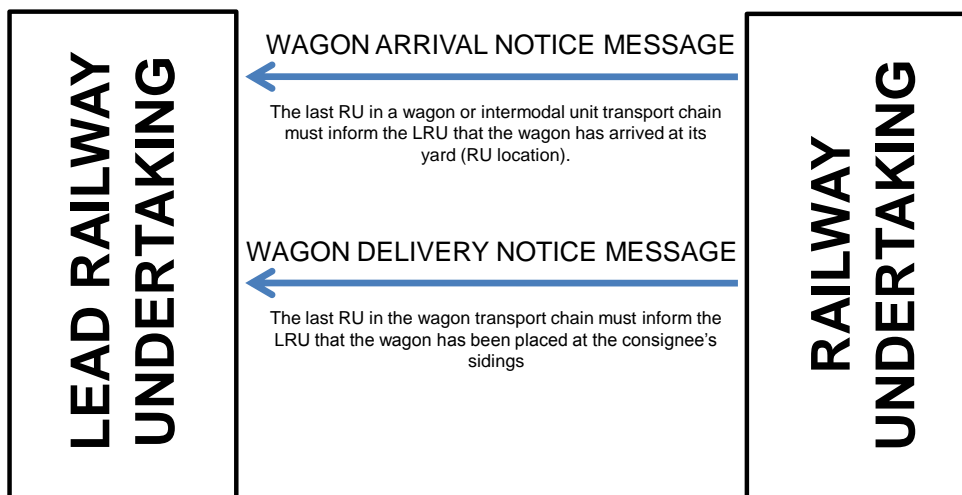 LEAD RAILWAY
UNDERTAKING
WAGON ARRIVAL NOTICE MESSAGE
The last RU in a wagon or intermodal unit transport chain
must inform the LRU that the wagon has arrived at its
yard (RU location).
WAGON DELIVERY NOTICE MESSAGE
The last RU in the wagon transport chain must inform the
LRU that the wagon has been placed at the consignee’s
sidings
RAILWAY
UNDERTAKING